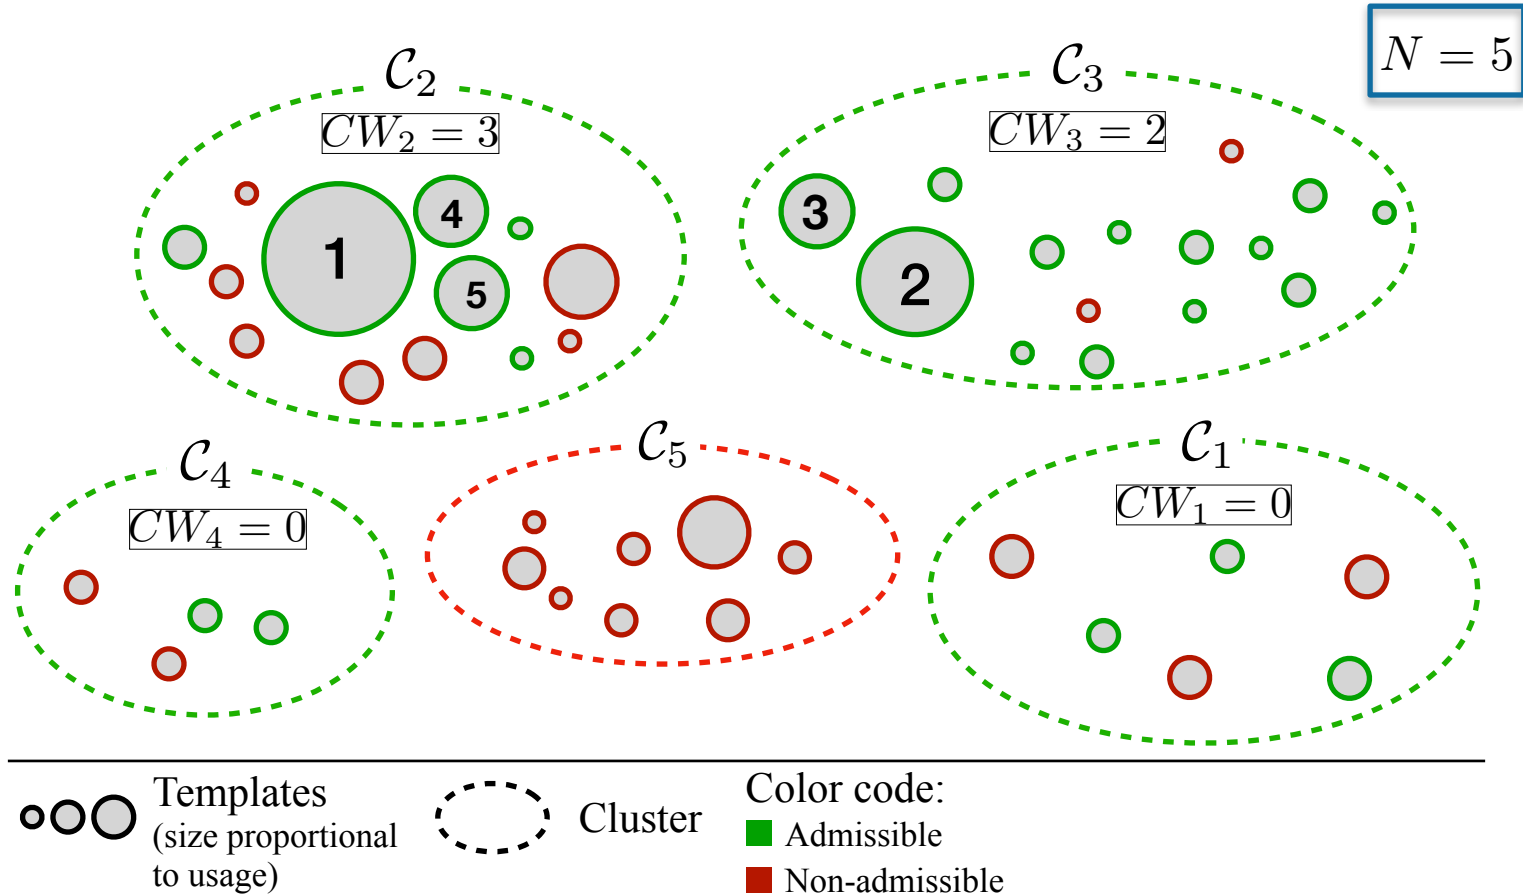 N = 5
𝒞₂
CW₂ = 3
𝒞₃
CW₃ = 2
1
4
5
3
2
𝒞₄
CW₄ = 0
𝒞₅
𝒞₁
CW₁ = 0
Templates
(size proportional
to usage)
Cluster
Color code:
Admissible
Non-admissible